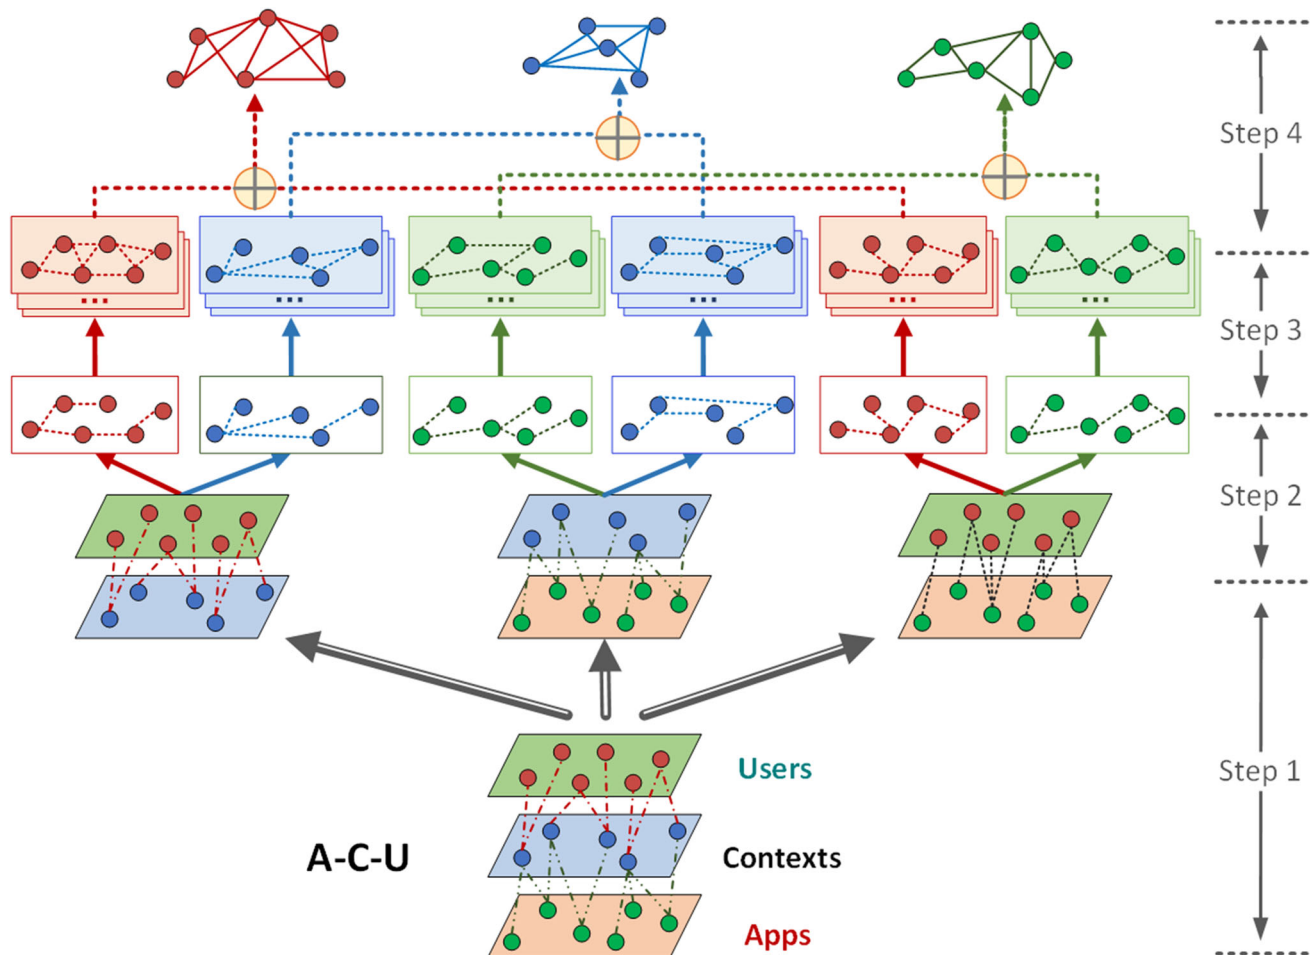 Step 4
Step 3
Step 2
Step 1
Users
A-C-U
Contexts
Apps